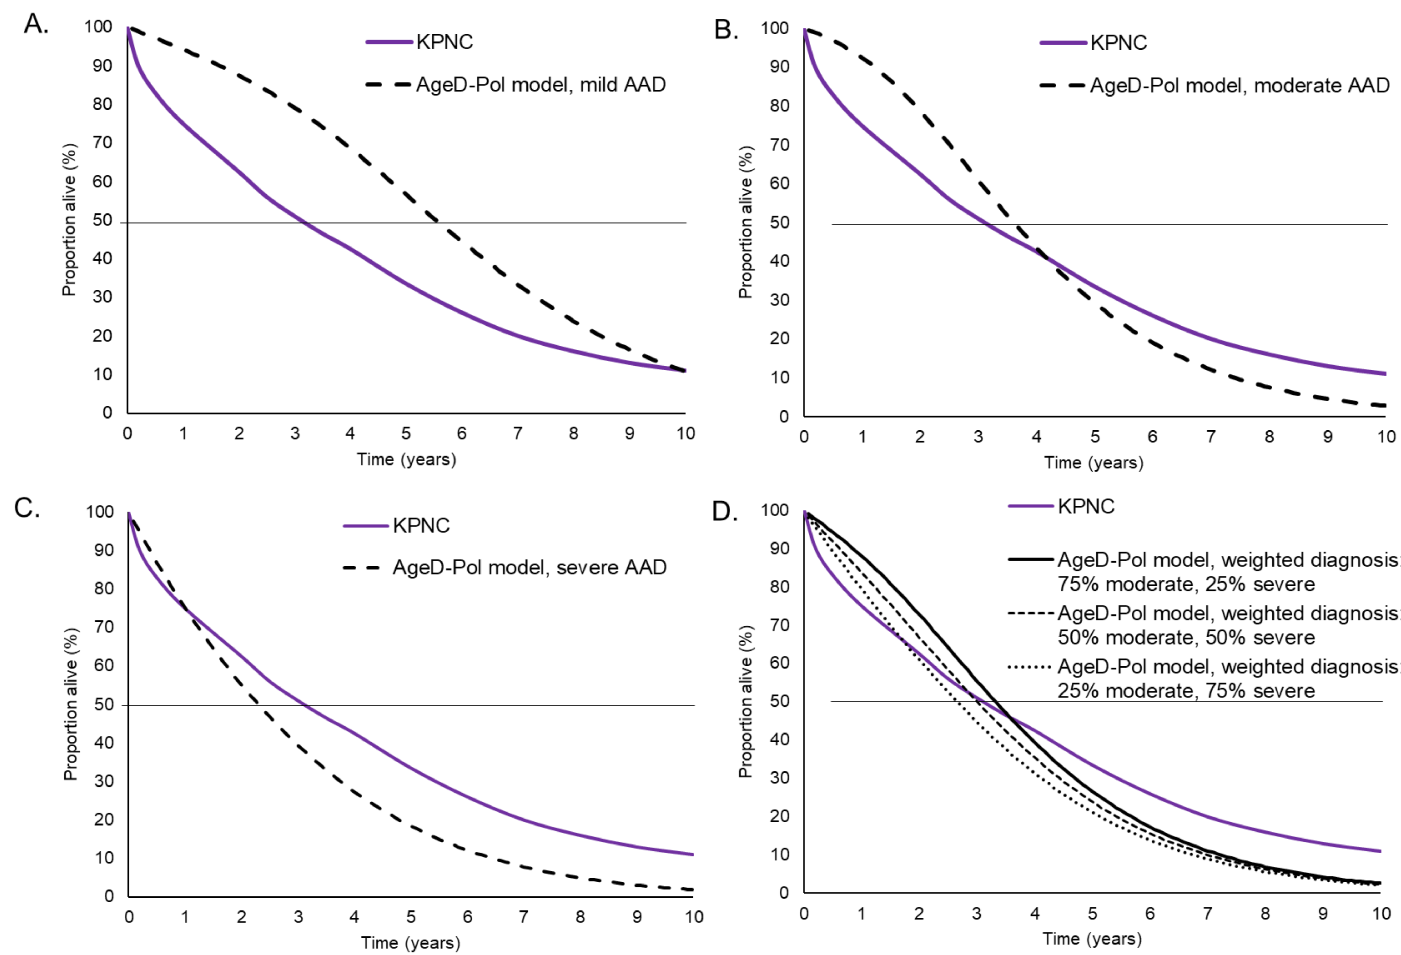 A.
KPNC
AgeD-Pol model, mild AAD
Proportion alive (%)
100
90
80
70
60
50
40
30
20
10
0
0 1 2 3 4 5 6 7 8 9 10
Time (years)
B.
KPNC
AgeD-Pol model, moderate AAD
Proportion alive (%)
100
90
80
70
60
50
40
30
20
10
0
0 1 2 3 4 5 6 7 8 9 10
Time (years)
C.
KPNC
AgeD-Pol model, severe AAD
Proportion alive (%)
100
90
80
70
60
50
40
30
20
10
0
0 1 2 3 4 5 6 7 8 9 10
Time (years)
D.
KPNC
AgeD-Pol model, weighted diagnosis:
75% moderate, 25% severe
AgeD-Pol model, weighted diagnosis:
50% moderate, 50% severe
AgeD-Pol model, weighted diagnosis:
25% moderate, 75% severe
Proportion alive (%)
100
90
80
70
60
50
40
30
20
10
0
0 1 2 3 4 5 6 7 8 9 10
Time (years)